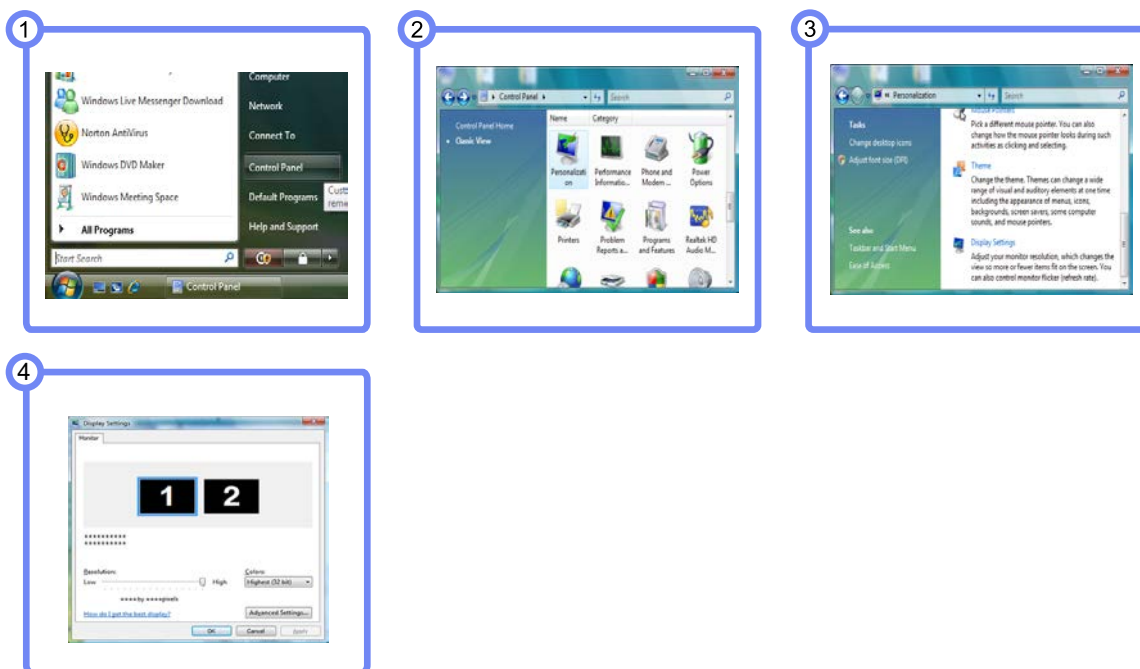 1
Computer
Windows Live Messenger Download
Network
Norton AntiVirus
Connect To
Windows DVD Maker
Control Panel
Windows Meeting Space
Default Programs
All Programs
Help and Support
Start Search
Control Panel
2
Control Panel
Search
Control Panel Home
Classic View
Name Category
Personalizati
on
Performance
Informatio...
Phone and
Modem ...
Power
Options
Printers
Problem
Reports a...
Programs
and Features
Realtek HD
Audio M...
3
Personalization
Search
Tasks
Change desktop icons
Adjust font size (DPI)
See also
Taskbar and Start Menu
Ease of Access
Mouse Pointers
Pick a different mouse pointer. You can also
change how the mouse pointer looks during such
activities as clicking and selecting.
Theme
Change the theme. Themes can change a wide
range of visual and auditory elements at one time
including the appearance of menus, icons,
backgrounds, screen savers, some computer
sounds, and mouse pointers.
Display Settings
Adjust your monitor resolution, which changes the
view so more or fewer items fit on the screen. You
can also control monitor flicker (refresh rate).
4
Display Settings
Monitor
1 2
**********
**********
Resolution:
Low High
**** by **** pixels
Colors:
Highest (32 bit)
How do I get the best display?
Advanced Settings...
OK Cancel Apply